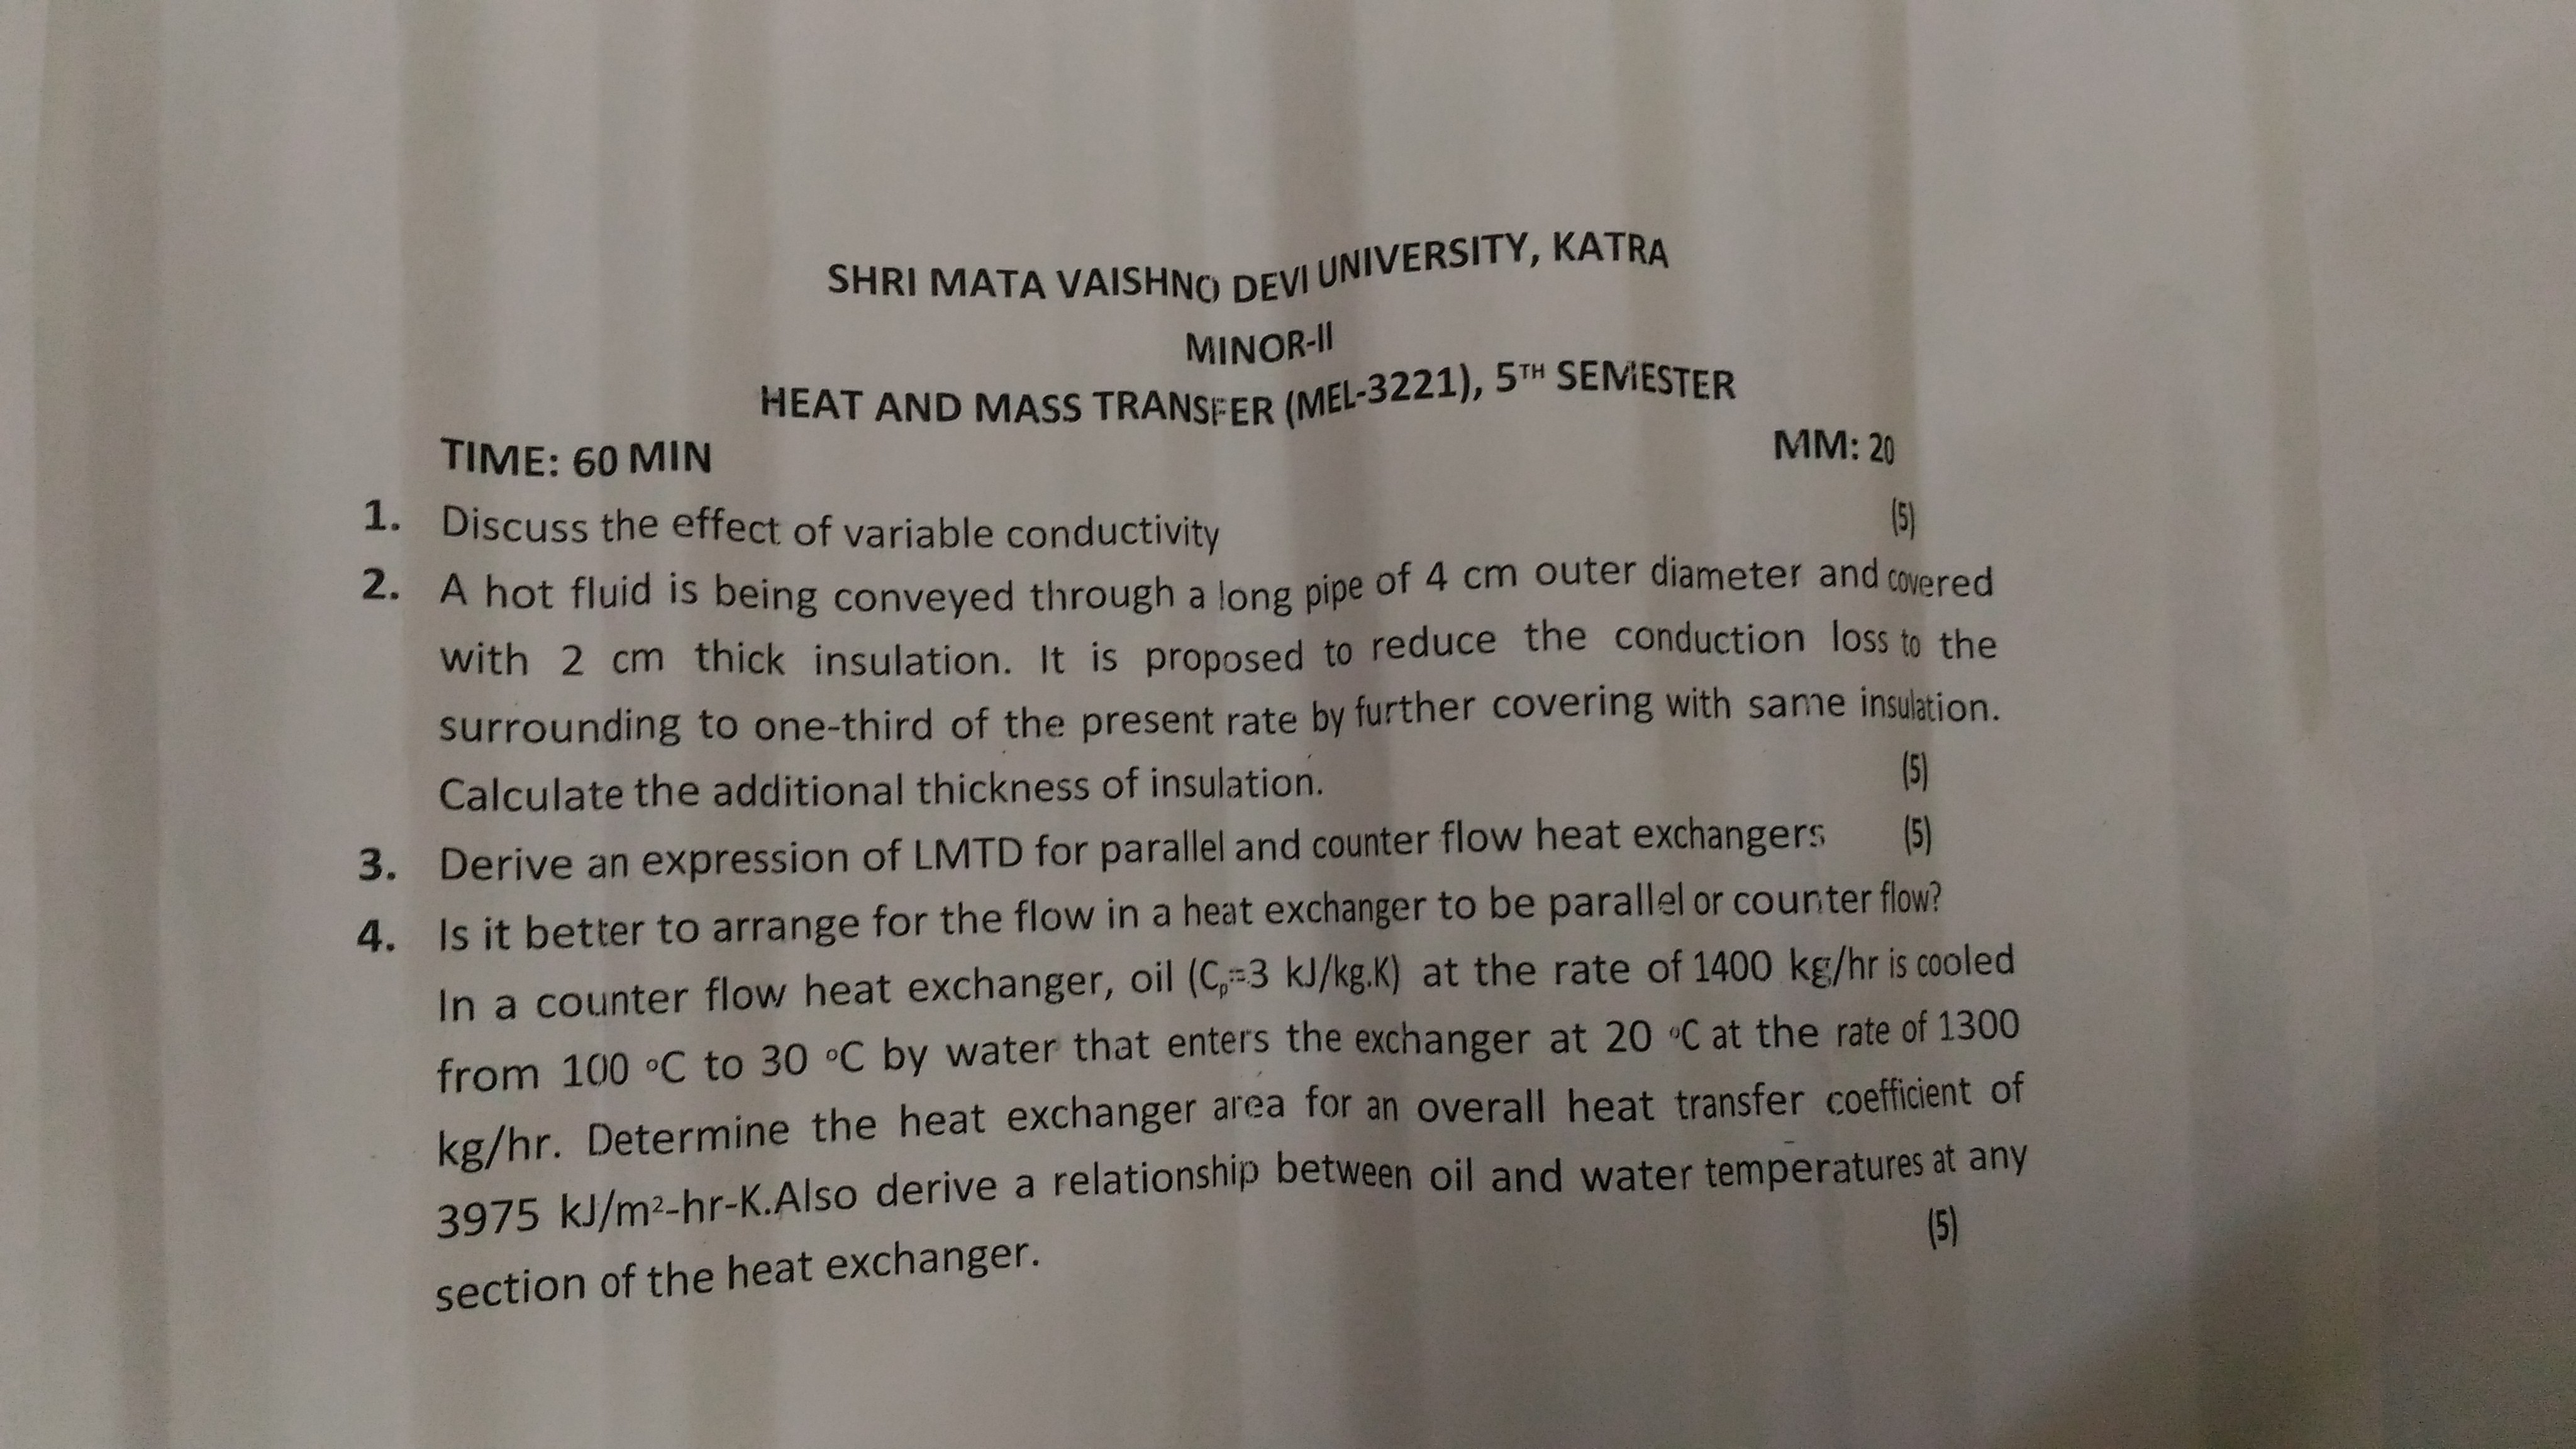 SHRI MATA VAISHNO DEVI UNIVERSITY, KATRA
MINOR-II
HEAT AND MASS TRANSFER (MEL-3221), 5TH SEMESTER
TIME: 60 MIN MM: 20
1. Discuss the effect of variable conductivity (5)
2. A hot fluid is being conveyed through a long pipe of 4 cm outer diameter and covered
with 2 cm thick insulation. It is proposed to reduce the conduction loss to the
surrounding to one-third of the present rate by further covering with same insulation.
Calculate the additional thickness of insulation. (5)
3. Derive an expression of LMTD for parallel and counter flow heat exchangers (5)
4. Is it better to arrange for the flow in a heat exchanger to be parallel or counter flow?
In a counter flow heat exchanger, oil (Cp=3 kJ/kg.K) at the rate of 1400 kg/hr is cooled
from 100 °C to 30 °C by water that enters the exchanger at 20 °C at the rate of 1300
kg/hr. Determine the heat exchanger area for an overall heat transfer coefficient of
3975 kJ/m²-hr-K.Also derive a relationship between oil and water temperatures at any
section of the heat exchanger. (5)